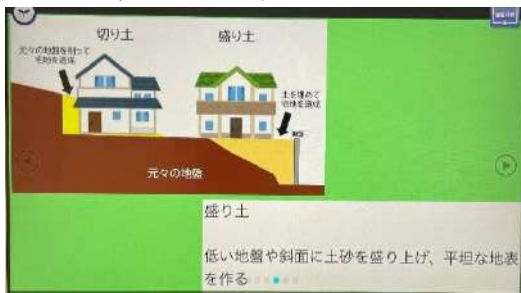 切り土
盛り土
元々の地盤を削って
宅地を造成
土を埋めて
宅地を造成
元々の地盤
盛り土
低い地盤や斜面に土砂を盛り上げ、平坦な地表
を作る